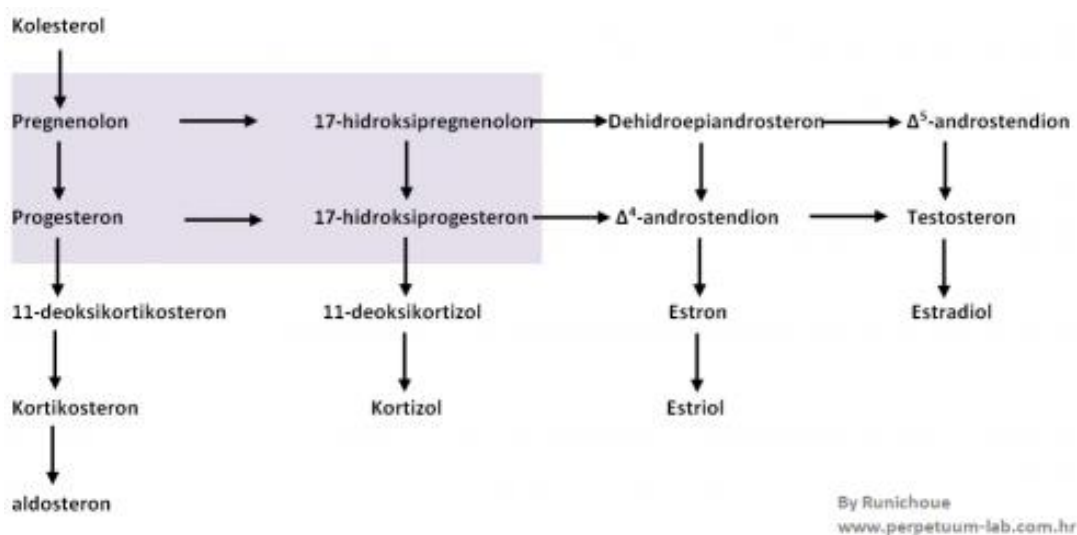 Kolesterol
Pregnenolon 17-hidroksipregnenolon Dehidroepiandrosteron Δ⁵-androstendion
Progesteron 17-hidroksiprogesteron Δ⁴-androstendion Testosteron
11-deoksikortikosteron 11-deoksikortizol Estron Estradiol
Kortikosteron Kortizol Estriol
aldosteron
By Runichoue
www.perpetuum-lab.com.hr